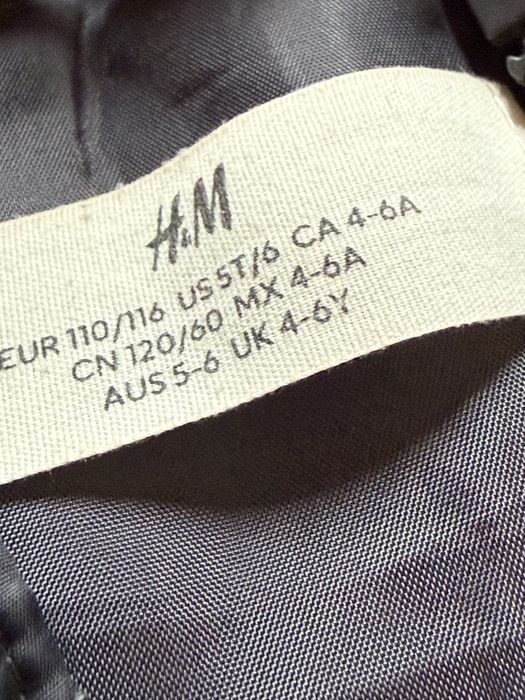 H&M
EUR 110/116 US 5T/6 CA 4-6A
CN 120/60 MX 4-6A
AUS 5-6 UK 4-6Y